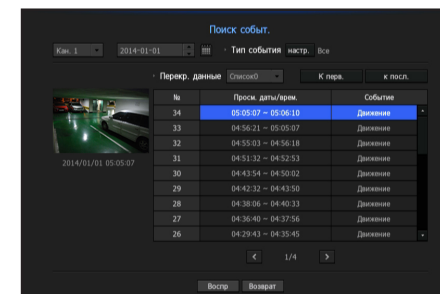 Поиск событ.
Кан. 1 2014-01-01 · Тип события настр. Все
· Перекр. данные Список0 К перв. к посл.
№ Просм. даты/врем. Событие
34 05:05:07 ~ 05:06:10 Движение
33 04:56:21 ~ 05:05:07 Движение
32 04:55:03 ~ 04:56:18 Движение
31 04:51:32 ~ 04:52:53 Движение
30 04:43:54 ~ 04:50:02 Движение
29 04:42:32 ~ 04:43:50 Движение
28 04:38:06 ~ 04:40:33 Движение
27 04:36:40 ~ 04:37:56 Движение
26 04:29:43 ~ 04:35:45 Движение
2014/01/01 05:05:07
< 1/4 >
Воспр Возврат